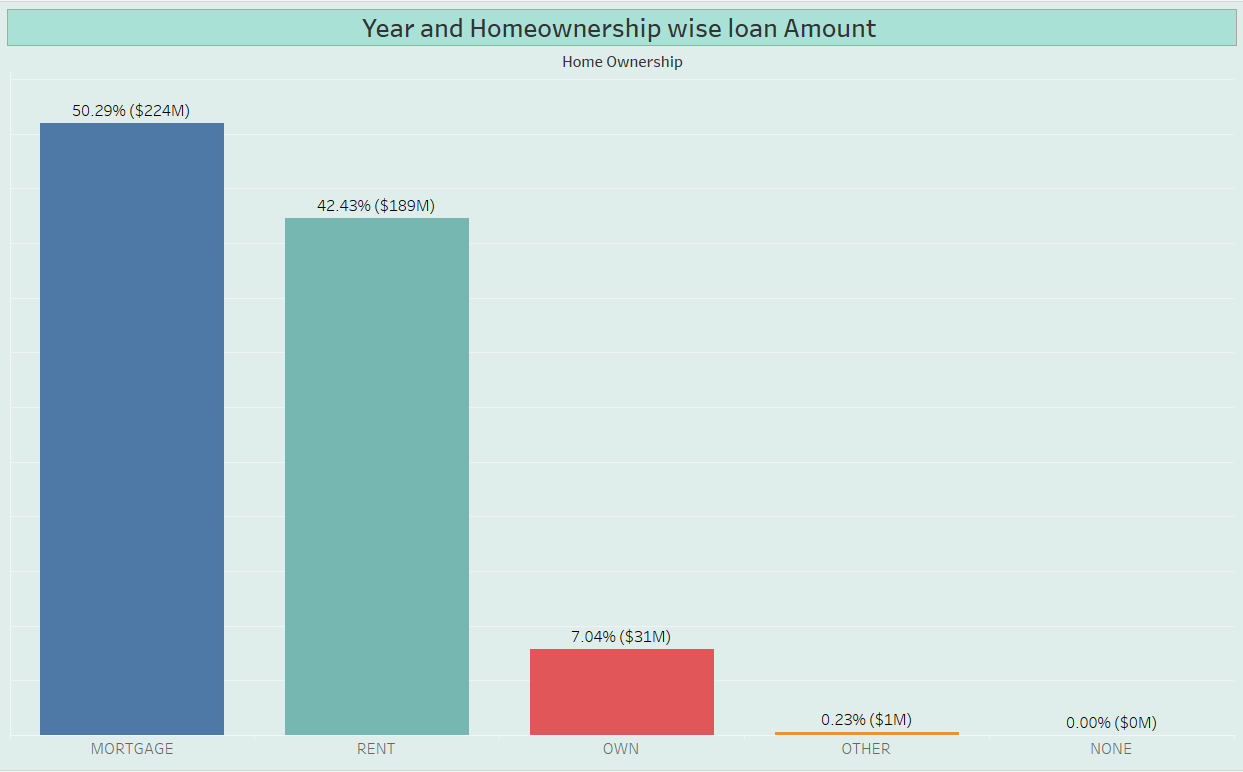 Year and Homeownership wise loan Amount
Home Ownership
50.29% ($224M)
42.43% ($189M)
7.04% ($31M)
0.23% ($1M)
0.00% ($0M)
MORTGAGE
RENT
OWN
OTHER
NONE